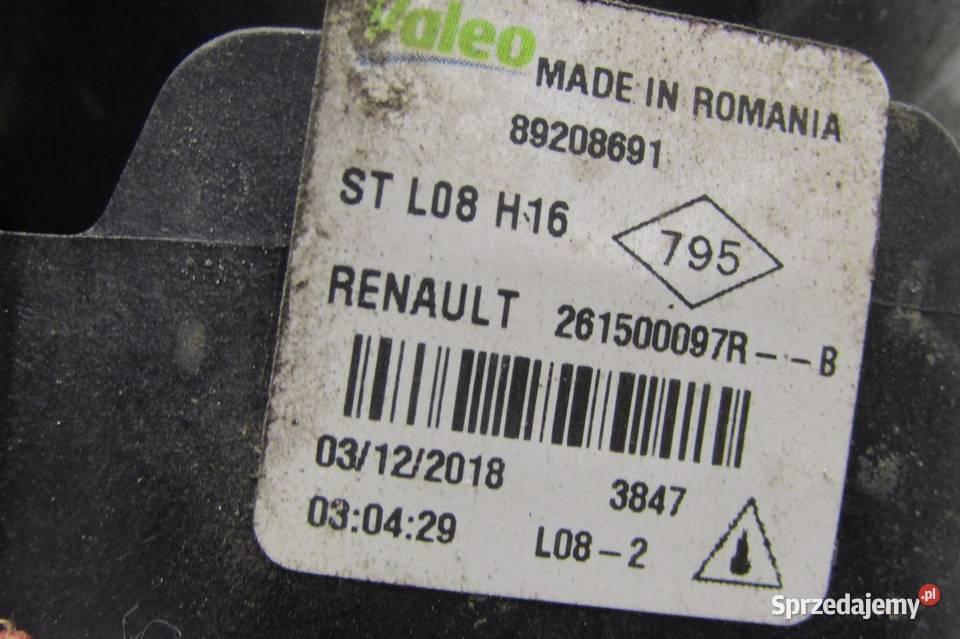 Valeo
MADE IN ROMANIA
89208691
ST L08 H16
795
RENAULT 261500097R--B
03/12/2018 3847
03:04:29 L08-2
Sprzedajemy.pl